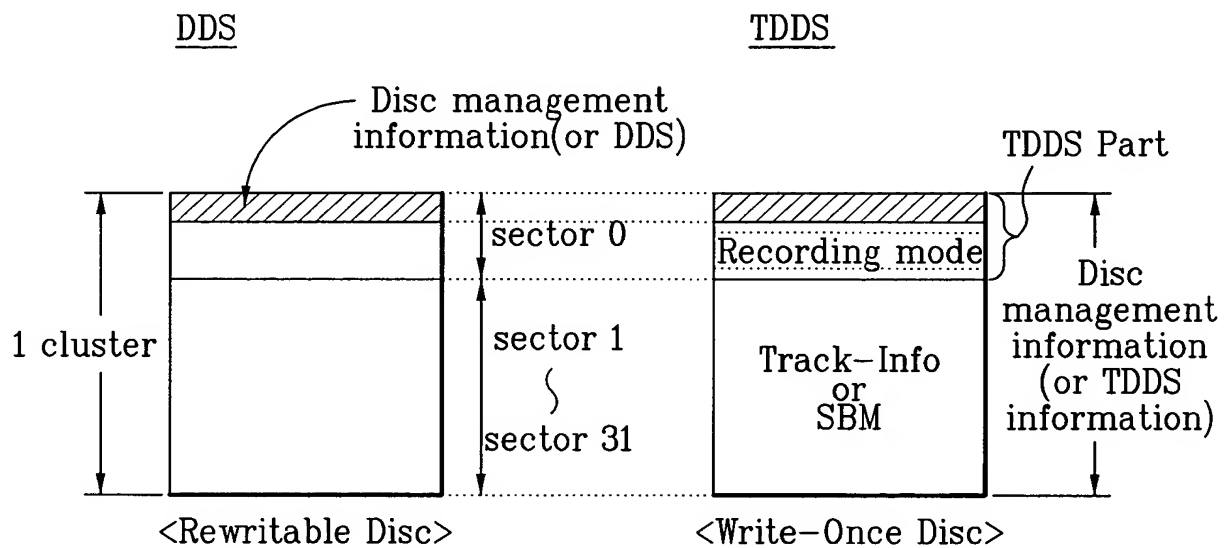 DDS
TDDS
Disc management
information(or DDS)
TDDS Part
1 cluster
sector 0
sector 1
sector 31
Recording mode
Track-Info
or
SBM
Disc
management
information
(or TDDS
information)
<Rewritable Disc>
<Write-Once Disc>